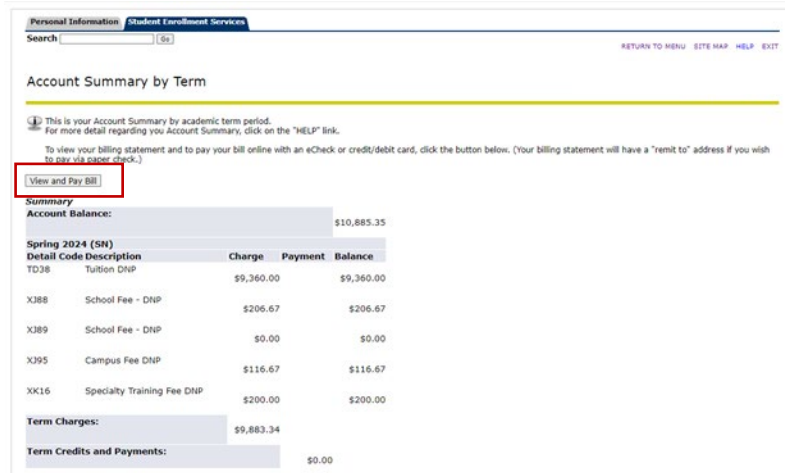 Personal Information Student Enrollment Services
Search Go
RETURN TO MENU SITE MAP HELP EXIT
Account Summary by Term
This is your Account Summary by academic term period.
For more detail regarding you Account Summary, click on the "HELP" link.
To view your billing statement and to pay your bill online with an eCheck or credit/debit card, click the button below. (Your billing statement will have a "remit to" address if you wish
to pay via paper check.)
View and Pay Bill
Summary
Account Balance:
$10,885.35
Spring 2024 (SN)
Detail Code Description Charge Payment Balance
TD38 Tuition DNP
$9,360.00 $9,360.00
XJ88 School Fee - DNP
$206.67 $206.67
XJ89 School Fee - DNP
$0.00 $0.00
XJ95 Campus Fee DNP
$116.67 $116.67
XK16 Specialty Training Fee DNP
$200.00 $200.00
Term Charges:
$9,883.34
Term Credits and Payments:
$0.00